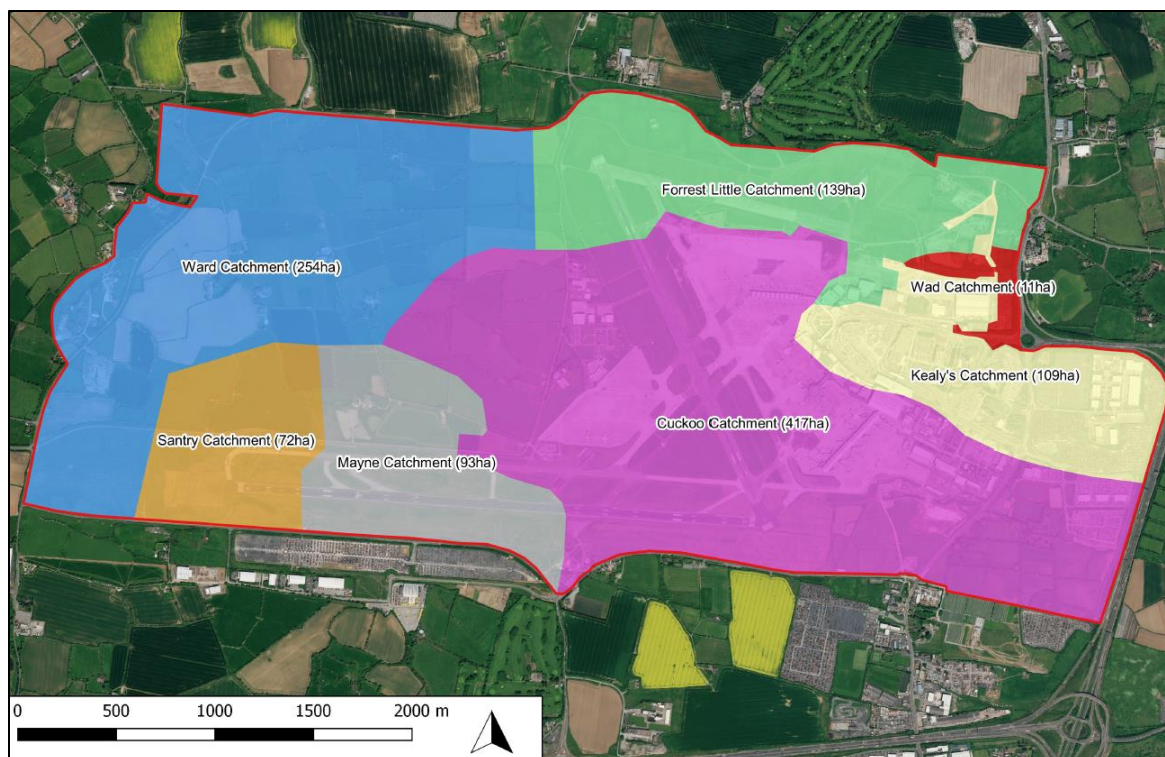 Forrest Little Catchment (139ha)
Ward Catchment (254ha)
Wad Catchment (11ha)
Kealy's Catchment (109ha)
Cuckoo Catchment (417ha)
Santry Catchment (72ha)
Mayne Catchment (93ha)
0 500 1000 1500 2000 m